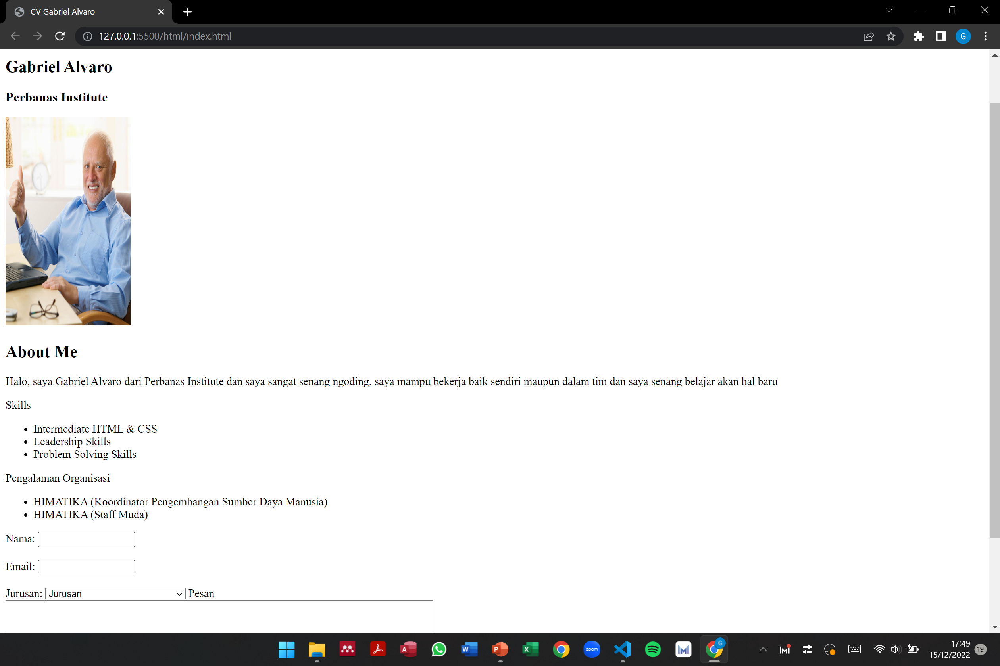 CV Gabriel Alvaro
127.0.0.1:5500/html/index.html
G
Gabriel Alvaro
Perbanas Institute
About Me
Halo, saya Gabriel Alvaro dari Perbanas Institute dan saya sangat senang ngoding, saya mampu bekerja baik sendiri maupun dalam tim dan saya senang belajar akan hal baru
Skills
Intermediate HTML & CSS
Leadership Skills
Problem Solving Skills
Pengalaman Organisasi
HIMATIKA (Koordinator Pengembangan Sumber Daya Manusia)
HIMATIKA (Staff Muda)
Nama:
Email:
Jurusan: Jurusan Pesan
A W P X zoom G
17:49
15/12/2022
19